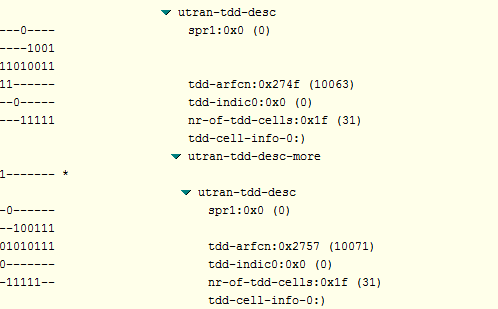 utran-tdd-desc
---0---- spr1:0x0 (0)
----1001
11010011
11------ tdd-arfcn:0x274f (10063)
--0----- tdd-indic0:0x0 (0)
---11111 nr-of-tdd-cells:0x1f (31)
tdd-cell-info-0:)
utran-tdd-desc-more
1------- *
utran-tdd-desc
-0------ spr1:0x0 (0)
--100111
01010111 tdd-arfcn:0x2757 (10071)
0------- tdd-indic0:0x0 (0)
-11111-- nr-of-tdd-cells:0x1f (31)
tdd-cell-info-0:)